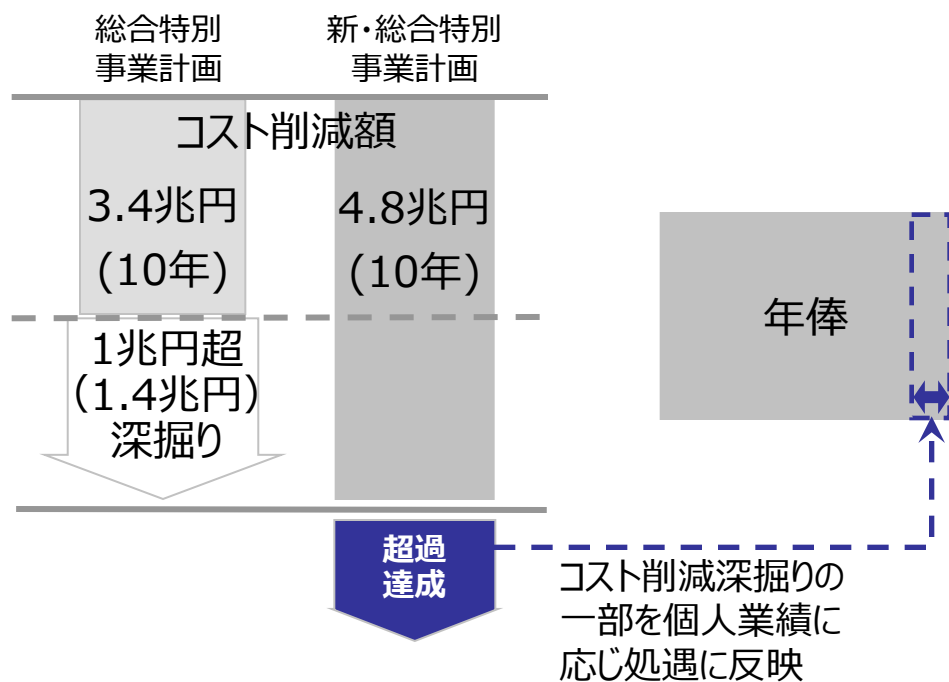 総合特別
事業計画
新・総合特別
事業計画
コスト削減額
3.4兆円
(10年)
4.8兆円
(10年)
1兆円超
(1.4兆円)
深掘り
超過
達成
年俸
コスト削減深掘りの
一部を個人業績に
応じ処遇に反映